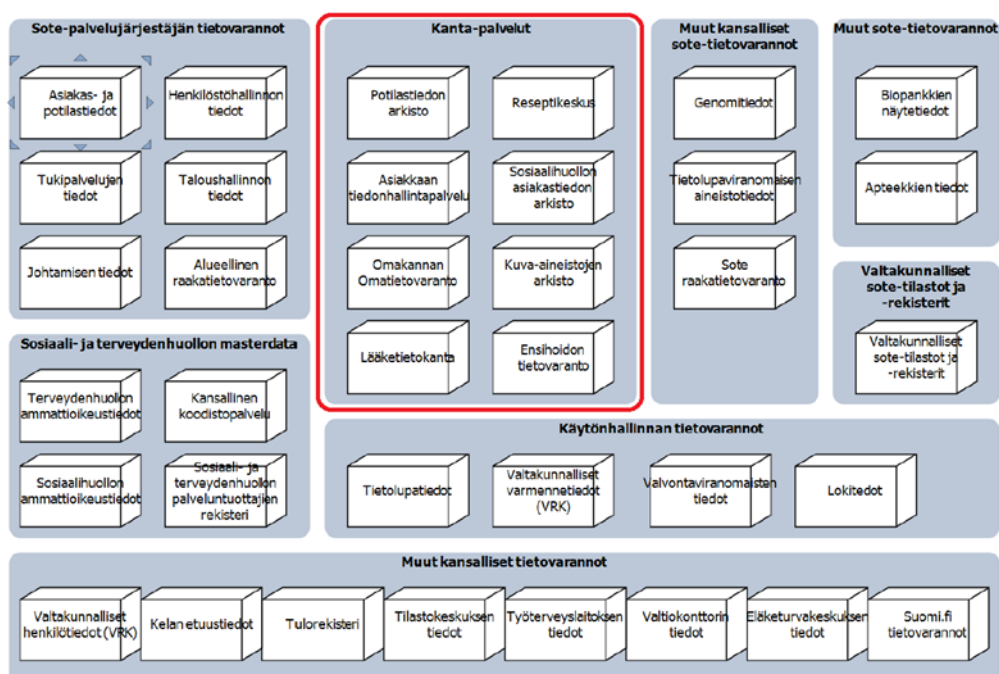 Sote-palvelujärjestäjän tietovarannot
Asiakas- ja
potilastiedot
Henkilöstöhallinnon
tiedot
Tukipalvelujen
tiedot
Taloushallinnon
tiedot
Johtamisen tiedot
Alueellinen
raakatietovaranto
Kanta-palvelut
Potilastiedon
arkisto
Reseptikeskus
Asiakkaan
tiedonhallintapalvelu
Sosiaalihuollon
asiakastiedon
arkisto
Omakannan
Omatietovaranto
Kuva-aineistojen
arkisto
Lääketietokanta
Ensihoidon
tietovaranto
Muut kansalliset
sote-tietovarannot
Genomitiedot
Tietolupaviranomaisen
aineistotiedot
Sote
raakatietovaranto
Muut sote-tietovarannot
Biopankkien
näytetiedot
Apteekkien tiedot
Valtakunnalliset
sote-tilastot ja
-rekisterit
Valtakunnalliset
sote-tilastot ja
-rekisterit
Sosiaali- ja terveydenhuollon masterdata
Terveydenhuollon
ammattioikeustiedot
Kansallinen
koodistopalvelu
Sosiaalihuollon
ammattioikeustiedot
Sosiaali- ja
terveydenhuollon
palveluntuottajien
rekisteri
Käytönhallinnan tietovarannot
Tietolupatiedot
Valtakunnalliset
varmennetiedot
(VRK)
Valvontaviranomaisten
tiedot
Lokitedot
Muut kansalliset tietovarannot
Valtakunnalliset
henkilötiedot (VRK)
Kelan etuustiedot
Tulorekisteri
Tilastokeskuksen
tiedot
Työterveyslaitoksen
tiedot
Valtiokonttorin
tiedot
Eläketurvakeskuksen
tiedot
Suomi.fi
tietovarannot